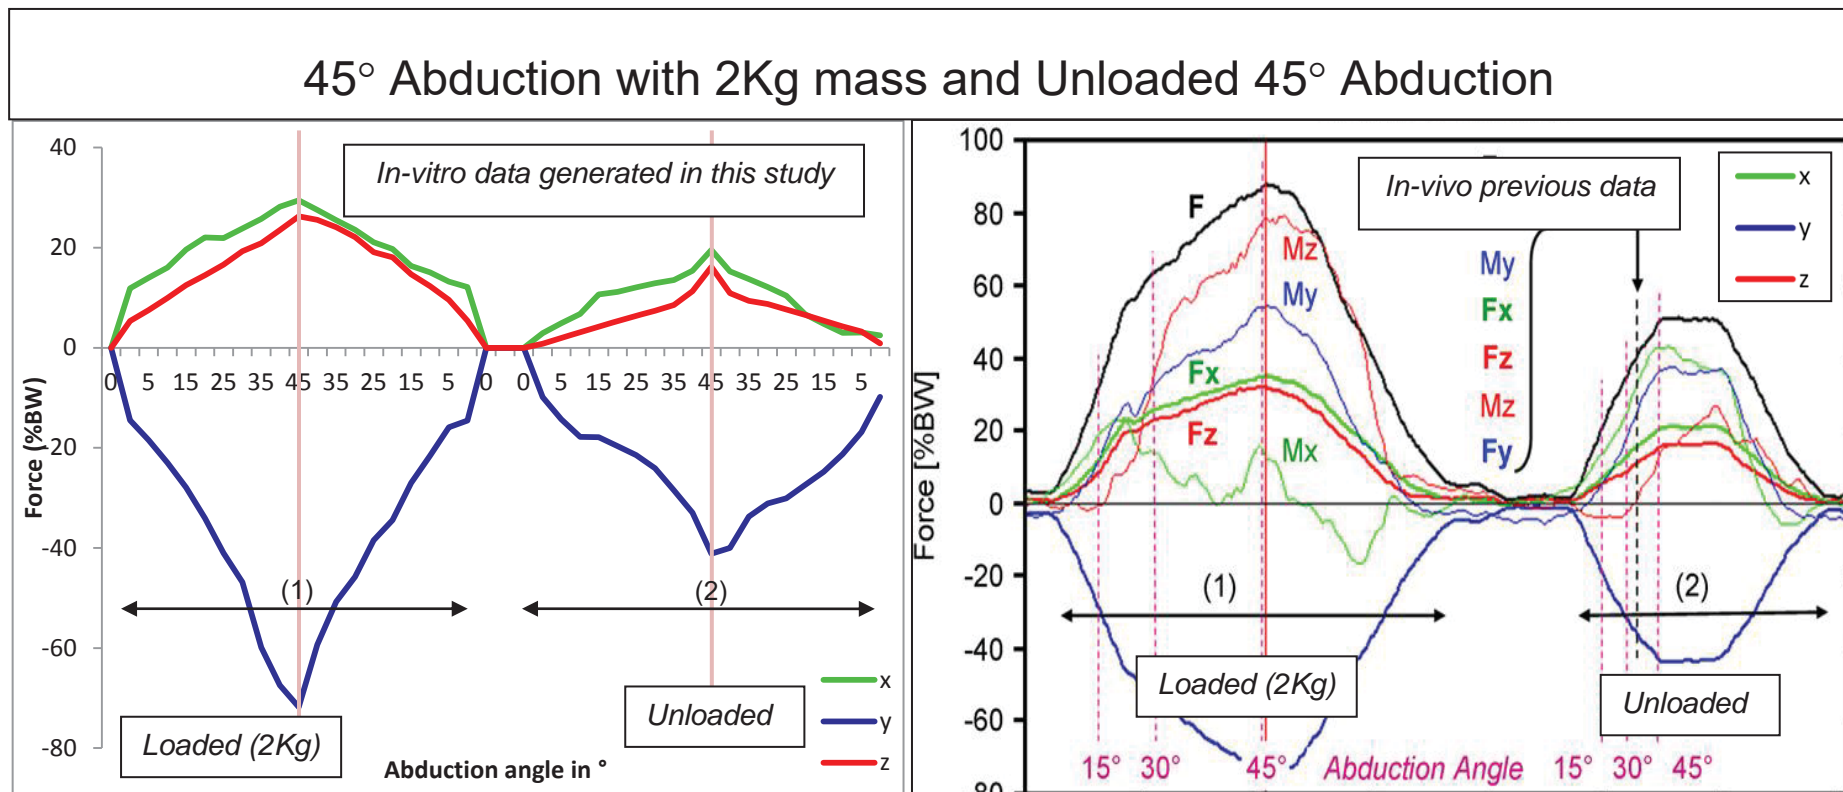 45° Abduction with 2Kg mass and Unloaded 45° Abduction
In-vitro data generated in this study
40
20
0
-20
-40
-60
-80
Force (%BW)
0 5 15 25 35 45 35 25 15 5 0 0 5 15 25 35 45 35 25 15 5
(1)
(2)
Loaded (2Kg)
Unloaded
Abduction angle in °
x
y
z
In-vivo previous data
100
80
60
40
20
0
-20
-40
-60
-80
Force [%BW]
F
Mz
My
Fx
Fz
Mx
My
Fx
Fz
Mz
Fy
x
y
z
(1)
(2)
Loaded (2Kg)
Unloaded
15° 30° 45° Abduction Angle 15° 30° 45°